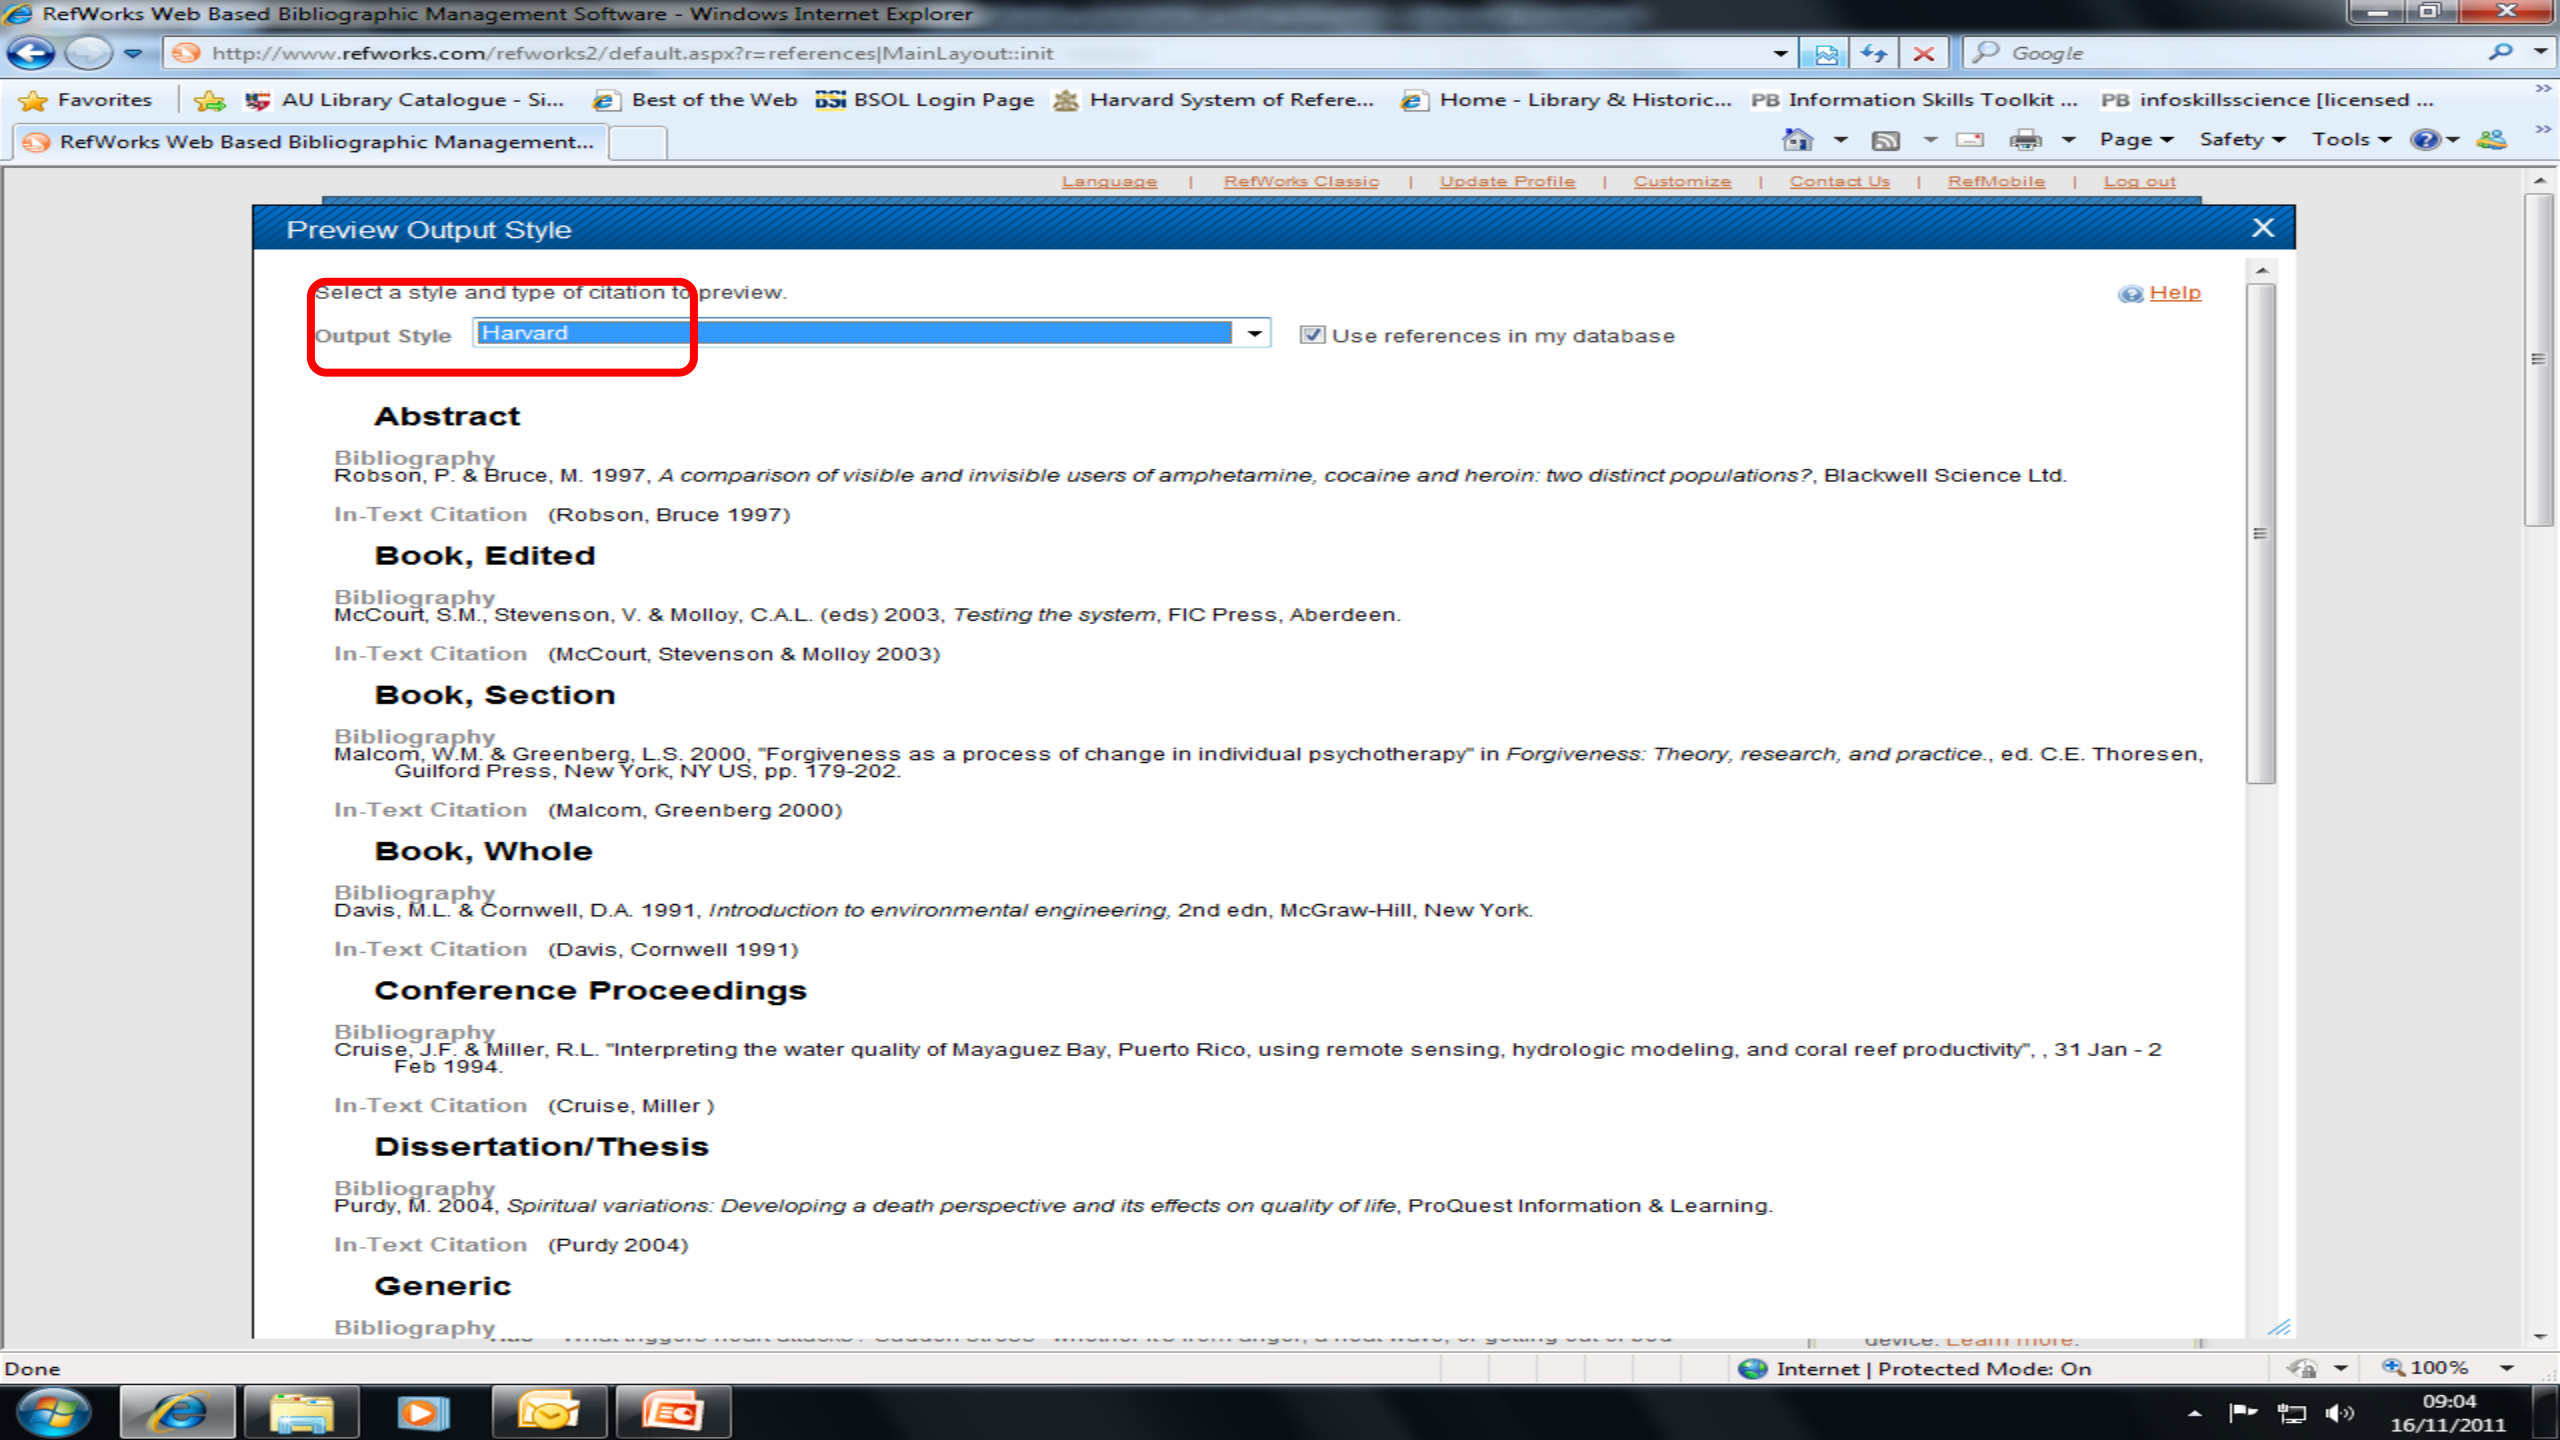 RefWorks Web Based Bibliographic Management Software - Windows Internet Explorer
http://www.refworks.com/refworks2/default.aspx?r=references|MainLayout::init
Google
Favorites
AU Library Catalogue - Si...
Best of the Web
BSI BSOL Login Page
Harvard System of Refere...
Home - Library & Historic...
PB Information Skills Toolkit ...
PB infoskillsscience [licensed ...
RefWorks Web Based Bibliographic Management...
Page
Safety
Tools
Language | RefWorks Classic | Update Profile | Customize | Contact Us | RefMobile | Log out
Preview Output Style X
Select a style and type of citation to preview.
Help
Output Style Harvard Use references in my database
Abstract
Bibliography
Robson, P. & Bruce, M. 1997, A comparison of visible and invisible users of amphetamine, cocaine and heroin: two distinct populations?, Blackwell Science Ltd.
In-Text Citation (Robson, Bruce 1997)
Book, Edited
Bibliography
McCourt, S.M., Stevenson, V. & Molloy, C.A.L. (eds) 2003, Testing the system, FIC Press, Aberdeen.
In-Text Citation (McCourt, Stevenson & Molloy 2003)
Book, Section
Bibliography
Malcom, W.M. & Greenberg, L.S. 2000, "Forgiveness as a process of change in individual psychotherapy" in Forgiveness: Theory, research, and practice., ed. C.E. Thoresen,
Guilford Press, New York, NY US, pp. 179-202.
In-Text Citation (Malcom, Greenberg 2000)
Book, Whole
Bibliography
Davis, M.L. & Cornwell, D.A. 1991, Introduction to environmental engineering, 2nd edn, McGraw-Hill, New York.
In-Text Citation (Davis, Cornwell 1991)
Conference Proceedings
Bibliography
Cruise, J.F. & Miller, R.L. "Interpreting the water quality of Mayaguez Bay, Puerto Rico, using remote sensing, hydrologic modeling, and coral reef productivity", , 31 Jan - 2
Feb 1994.
In-Text Citation (Cruise, Miller )
Dissertation/Thesis
Bibliography
Purdy, M. 2004, Spiritual variations: Developing a death perspective and its effects on quality of life, ProQuest Information & Learning.
In-Text Citation (Purdy 2004)
Generic
Bibliography
device. Learn more.
Done
Internet | Protected Mode: On
100%
09:04
16/11/2011